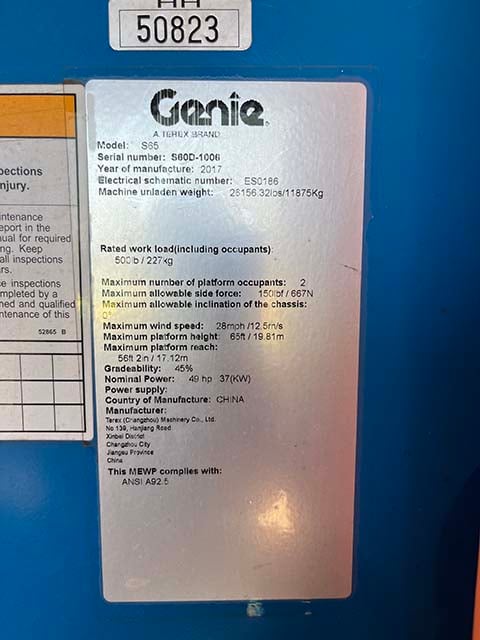 HH
50823
Genie
A TEREX BRAND
Model: S65
Serial number: S60D-1006
Year of manufacture: 2017
Electrical schematic number: ES0186
Machine unladen weight: 26156.32lbs/11875Kg
Rated work load(including occupants):
500lb / 227kg
Maximum number of platform occupants: 2
Maximum allowable side force: 150lbf / 667N
Maximum allowable inclination of the chassis:
0°
Maximum wind speed: 28mph /12.5m/s
Maximum platform height: 65ft / 19.81m
Maximum platform reach:
56ft 2in / 17.12m
Gradeability: 45%
Nominal Power: 49 hp 37(KW)
Power supply:
Country of Manufacture: CHINA
Manufacturer:
Terex (Changzhou) Machinery Co., Ltd.
No 139, Hanjiang Road
Xinbei District
Changzhou City
Jiangsu Province
China
This MEWP complies with:
ANSI A92.5
pections
njury.
intenance
eport in the
ual for required
ng. Keep
all inspections
rs.
e inspections
mpleted by a
ned and qualified
ntenance of this
52865 B